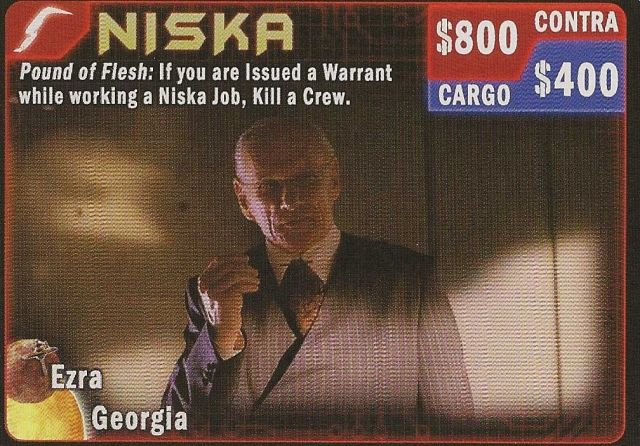 NISKA
$800
CONTRA
CARGO
$400
Pound of Flesh: If you are Issued a Warrant
while working a Niska Job, Kill a Crew.
Ezra
Georgia